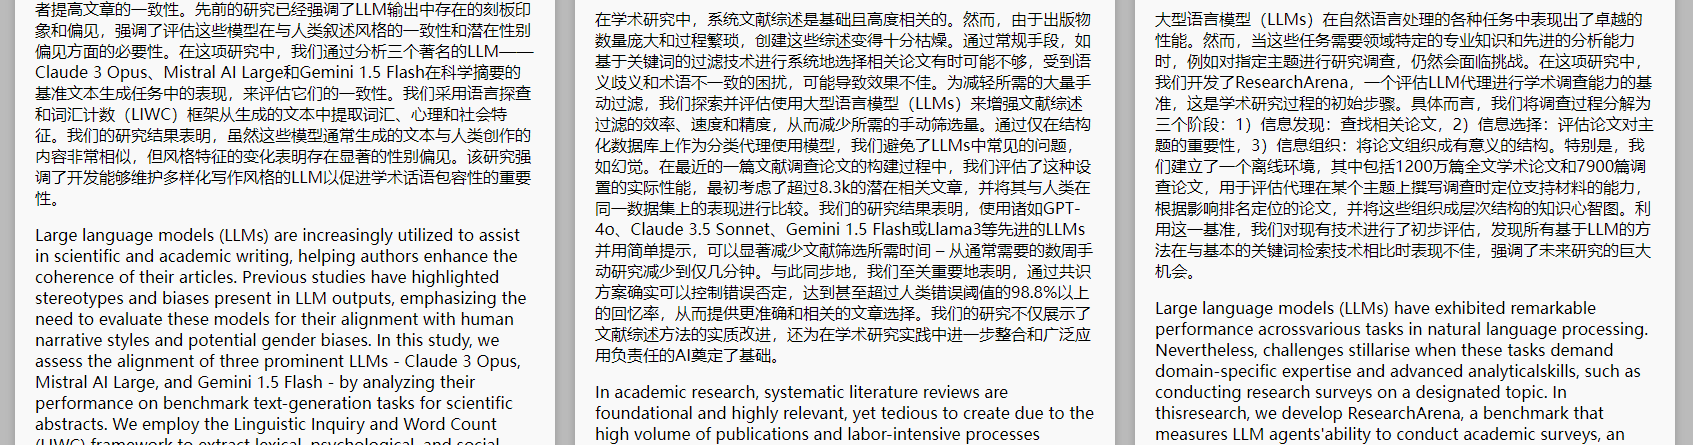 者提高文章的一致性。先前的研究已经强调了LLM输出中存在的刻板印
象和偏见，强调了评估这些模型在与人类叙述风格的一致性和潜在性别
偏见方面的必要性。在这项研究中，我们通过分析三个著名的LLM——
Claude 3 Opus、Mistral AI Large和Gemini 1.5 Flash在科学摘要的
基准文本生成任务中的表现，来评估它们的一致性。我们采用语言探查
和词汇计数（LIWC）框架从生成的文本中提取词汇、心理和社会特
征。我们的研究结果表明，虽然这些模型通常生成的文本与人类创作的
内容非常相似，但风格特征的变化表明存在显著的性别偏见。该研究强
调了开发能够维护多样化写作风格的LLM以促进学术话语包容性的重要
性。
Large language models (LLMs) are increasingly utilized to assist
in scientific and academic writing, helping authors enhance the
coherence of their articles. Previous studies have highlighted
stereotypes and biases present in LLM outputs, emphasizing the
need to evaluate these models for their alignment with human
narrative styles and potential gender biases. In this study, we
assess the alignment of three prominent LLMs - Claude 3 Opus,
Mistral AI Large, and Gemini 1.5 Flash - by analyzing their
performance on benchmark text-generation tasks for scientific
abstracts. We employ the Linguistic Inquiry and Word Count
(LIWC) framework to extract lexical, psychological, and social
在学术研究中，系统文献综述是基础且高度相关的。然而，由于出版物
数量庞大和过程繁琐，创建这些综述变得十分枯燥。通过常规手段，如
基于关键词的过滤技术进行系统地选择相关论文有时可能不够，受到语
义歧义和术语不一致的困扰，可能导致效果不佳。为减轻所需的大量手
动过滤，我们探索并评估使用大型语言模型（LLMs）来增强文献综述
过滤的效率、速度和精度，从而减少所需的手动筛选量。通过仅在结构
化数据库上作为分类代理使用模型，我们避免了LLMs中常见的问题，
如幻觉。在最近的一篇文献调查论文的构建过程中，我们评估了这种设
置的实际性能，最初考虑了超过8.3k的潜在相关文章，并将其与人类在
同一数据集上的表现进行比较。我们的研究结果表明，使用诸如GPT-
4o、Claude 3.5 Sonnet、Gemini 1.5 Flash或Llama3等先进的LLMs
并用简单提示，可以显著减少文献筛选所需时间 – 从通常需要的数周手
动研究减少到仅几分钟。与此同步地，我们至关重要地表明，通过共识
方案确实可以控制错误否定，达到甚至超过人类错误阈值的98.8%以上
的回忆率，从而提供更准确和相关的文章选择。我们的研究不仅展示了
文献综述方法的实质改进，还为在学术研究实践中进一步整合和广泛应
用负责任的AI奠定了基础。
In academic research, systematic literature reviews are
foundational and highly relevant, yet tedious to create due to the
high volume of publications and labor-intensive processes
大型语言模型（LLMs）在自然语言处理的各种任务中表现出了卓越的
性能。然而，当这些任务需要领域特定的专业知识和先进的分析能力
时，例如对指定主题进行研究调查，仍然会面临挑战。在这项研究中，
我们开发了ResearchArena，一个评估LLM代理进行学术调查能力的基
准，这是学术研究过程的初始步骤。具体而言，我们将调查过程分解为
三个阶段：1）信息发现：查找相关论文，2）信息选择：评估论文对主
题的重要性，3）信息组织：将论文组织成有意义的结构。特别是，我
们建立了一个离线环境，其中包括1200万篇全文学术论文和7900篇调
查论文，用于评估代理在某个主题上撰写调查时定位支持材料的能力，
根据影响排名定位的论文，并将这些组织成层次结构的知识心智图。利
用这一基准，我们对现有技术进行了初步评估，发现所有基于LLM的方
法在与基本的关键词检索技术相比时表现不佳，强调了未来研究的巨大
机会。
Large language models (LLMs) have exhibited remarkable
performance acrossvarious tasks in natural language processing.
Nevertheless, challenges stillarise when these tasks demand
domain-specific expertise and advanced analyticalskills, such as
conducting research surveys on a designated topic. In
thisresearch, we develop ResearchArena, a benchmark that
measures LLM agents'ability to conduct academic surveys, an